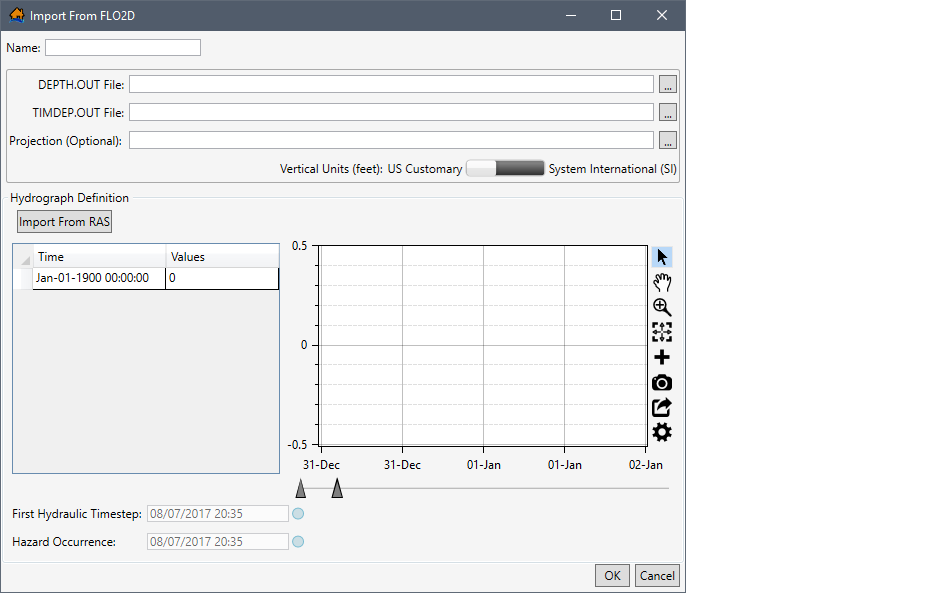 Import From FLO2D
Name:
DEPTH.OUT File:
...
TIMDEP.OUT File:
...
Projection (Optional):
...
Vertical Units (feet): US Customary System International (SI)
Hydrograph Definition
Import From RAS
Time Values
Jan-01-1900 00:00:00 0
0.5
0
-0.5
31-Dec 31-Dec 01-Jan 01-Jan 02-Jan
First Hydraulic Timestep: 08/07/2017 20:35
Hazard Occurrence: 08/07/2017 20:35
OK Cancel